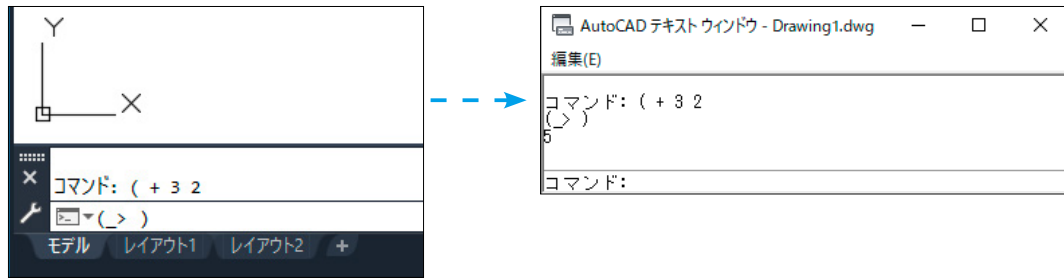 Y
X
コマンド: ( + 3 2
(_> )
モデル レイアウト1 レイアウト2 +
AutoCAD テキスト ウィンドウ - Drawing1.dwg
編集(E)
コマンド: ( + 3 2
(_> )
5
コマンド: